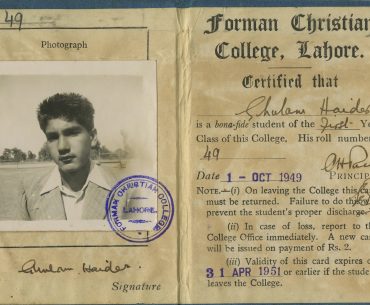 49
Photograph
FORMAN CHRISTIAN COLLEGE
LAHORE
Ghulam Haider
Signature
Forman Christian
College, Lahore.
Certified that
Ghulam Haider
is a bona-fide student of the First Ye
Class of this College. His roll number
49
Date 1 - OCT 1949 PRINCIP
NOTE.—(i) On leaving the College this ca
must be returned. Failure to do this
prevent the student's proper discharge
(ii) In case of loss, report to th
College Office immediately. A new ca
will be issued on payment of Rs. 2.
(iii) Validity of this card expires o
31 APR 1951 or earlier if the studen
leaves the College.